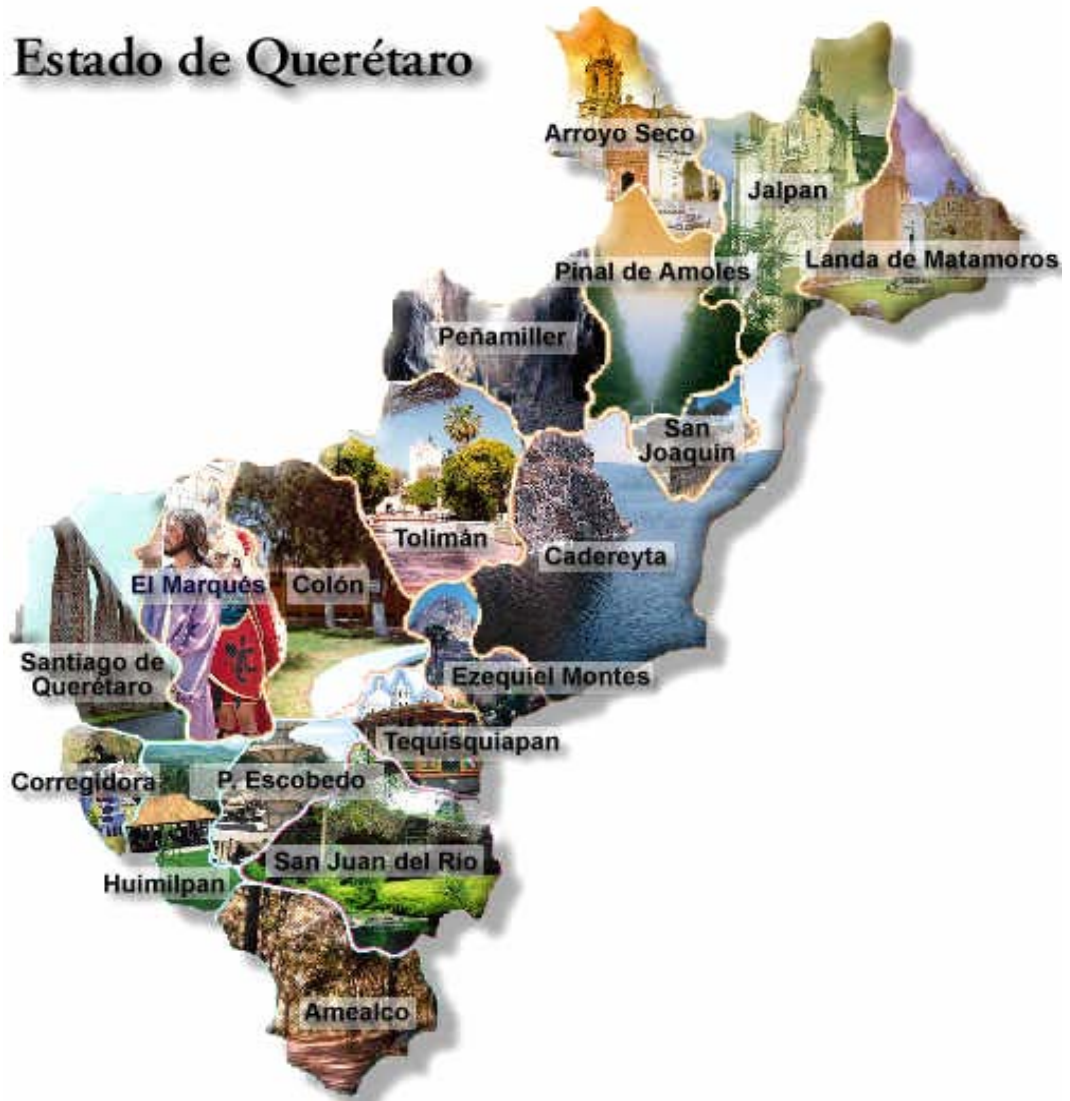 Estado de Querétaro
Arroyo Seco
Jalpan
Landa de Matamoros
Pinal de Amoles
Peñamiller
San
Joaquín
Tolimán
Cadereyta
El Marqués
Colón
Santiago de
Querétaro
Ezequiel Montes
Tequisquiapan
Corregidora
P. Escobedo
San Juan del Río
Huimilpan
Amealco